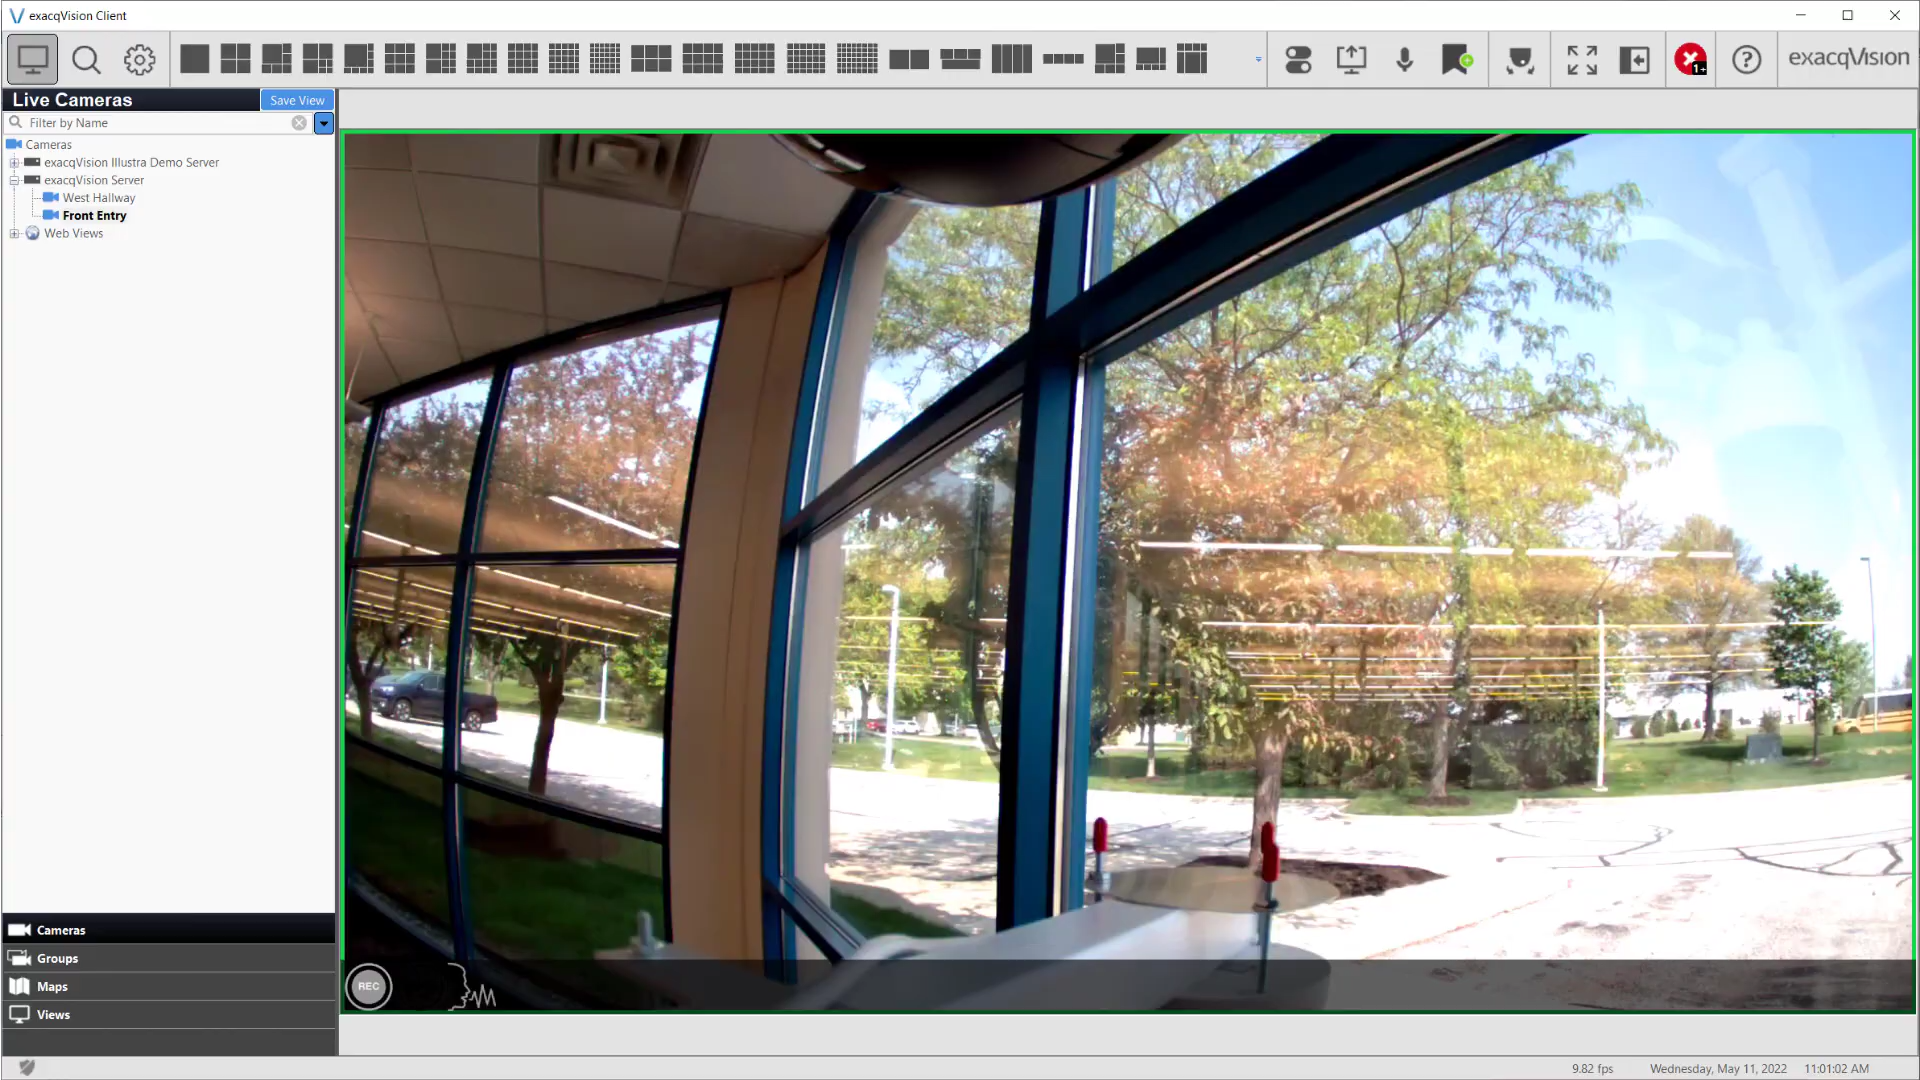 exacqVision Client
1+
exacqVision
Live Cameras
Save View
Filter by Name
Cameras
exacqVision Illustra Demo Server
exacqVision Server
West Hallway
Front Entry
Web Views
Cameras
Groups
Maps
Views
REC
9.82 fps
Wednesday, May 11, 2022
11:01:02 AM